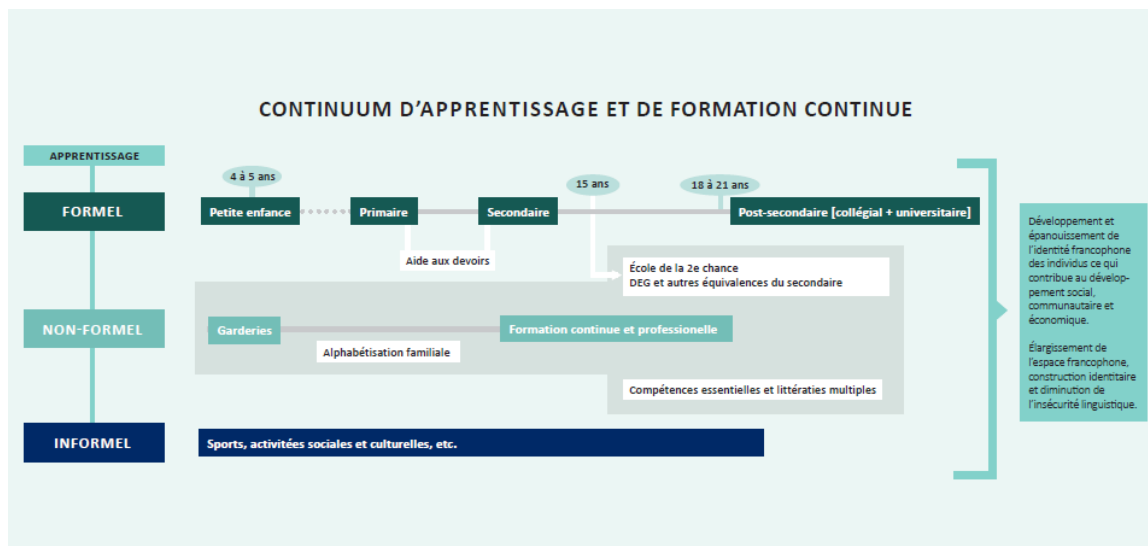 CONTINUUM D'APPRENTISSAGE ET DE FORMATION CONTINUE
APPRENTISSAGE
4 à 5 ans
15 ans
18 à 21 ans
FORMEL
Petite enfance
Primaire
Secondaire
Post-secondaire [collégial + universitaire]
Aide aux devoirs
École de la 2e chance
DEG et autres équivalences du secondaire
NON-FORMEL
Garderies
Formation continue et professionelle
Alphabétisation familiale
Compétences essentielles et littératies multiples
INFORMEL
Sports, activitées sociales et culturelles, etc.
Développement et
épanouissement de
l'identité francophone
des individus ce qui
contribue au dévelop-
pement social,
communautaire et
économique.
Élargissement de
l'espace francophone,
construction identitaire
et diminution de
l'insécurité linguistique.